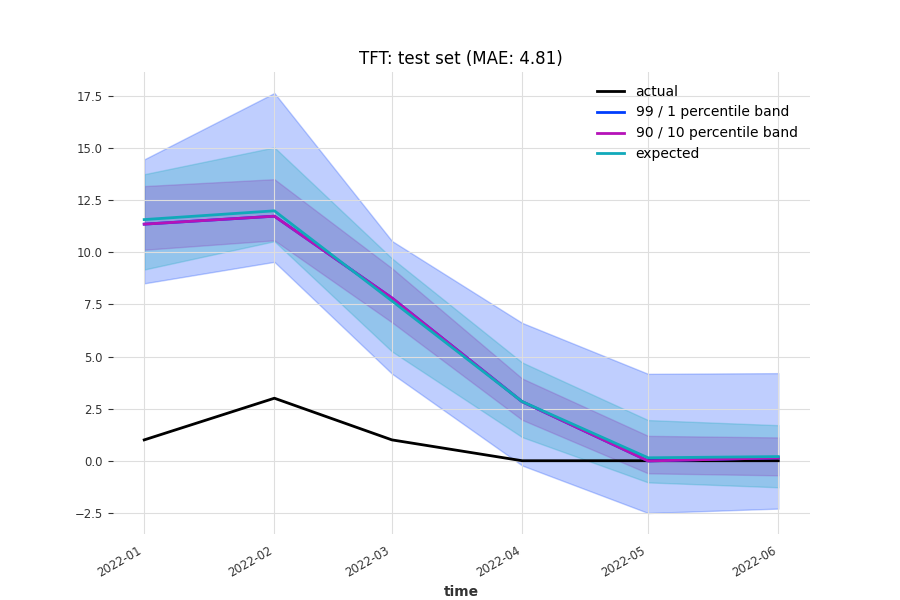 TFT: test set (MAE: 4.81)
actual
99 / 1 percentile band
90 / 10 percentile band
expected
17.5
15.0
12.5
10.0
7.5
5.0
2.5
0.0
−2.5
2022-01
2022-02
2022-03
2022-04
2022-05
2022-06
time